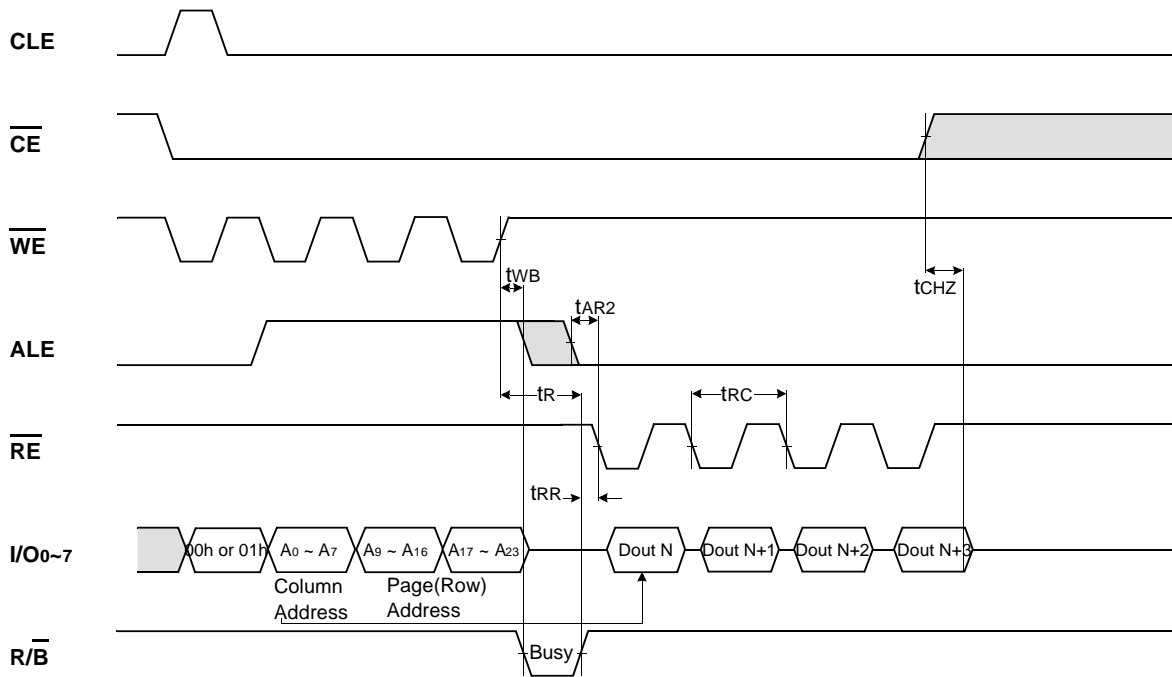 CLE
CE
WE
tWB
tCHZ
tAR2
ALE
tR
tRC
RE
tRR
I/O0~7
00h or 01h
A0 ~ A7
A9 ~ A16
A17 ~ A23
Dout N
Dout N+1
Dout N+2
Dout N+3
Column
Address
Page(Row)
Address
R/B
Busy